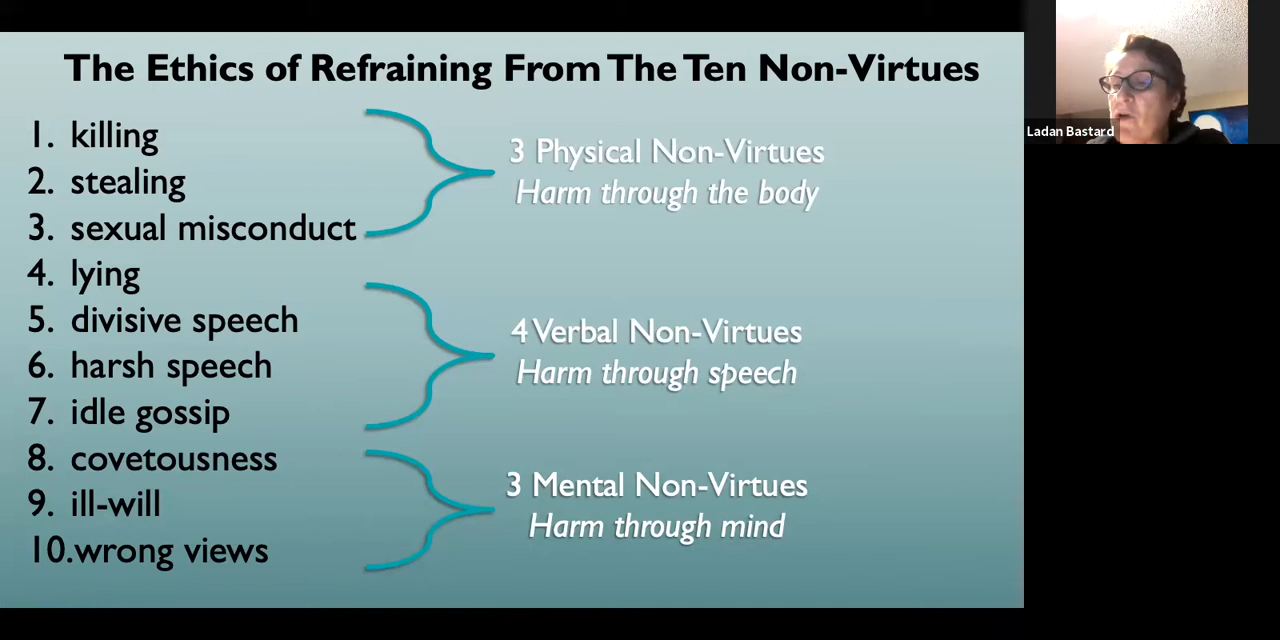 The Ethics of Refraining From The Ten Non-Virtues
1. killing
2. stealing
3. sexual misconduct
3 Physical Non-Virtues
Harm through the body
4. lying
5. divisive speech
6. harsh speech
7. idle gossip
4 Verbal Non-Virtues
Harm through speech
8. covetousness
9. ill-will
10.wrong views
3 Mental Non-Virtues
Harm through mind
Ladan Bastard